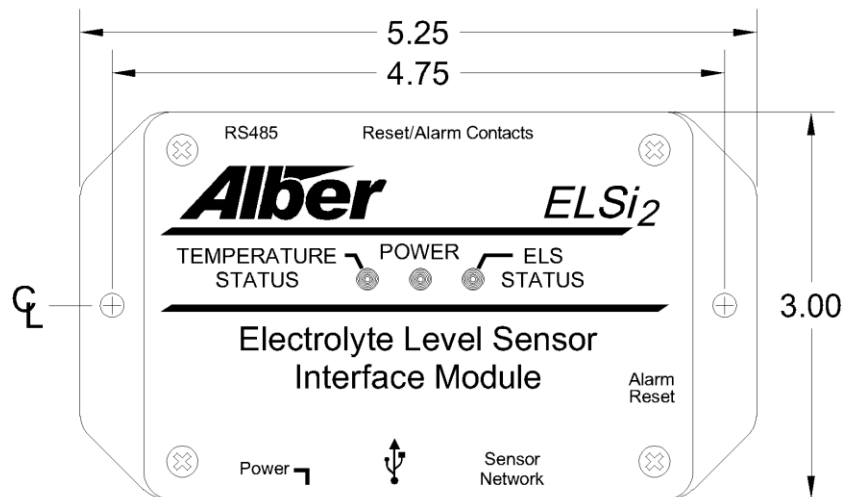 5.25
4.75
RS485 Reset/Alarm Contacts
Alber ELSi2
TEMPERATURE STATUS
POWER
ELS STATUS
CL
3.00
Electrolyte Level Sensor
Interface Module
Alarm
Reset
Power
Sensor
Network